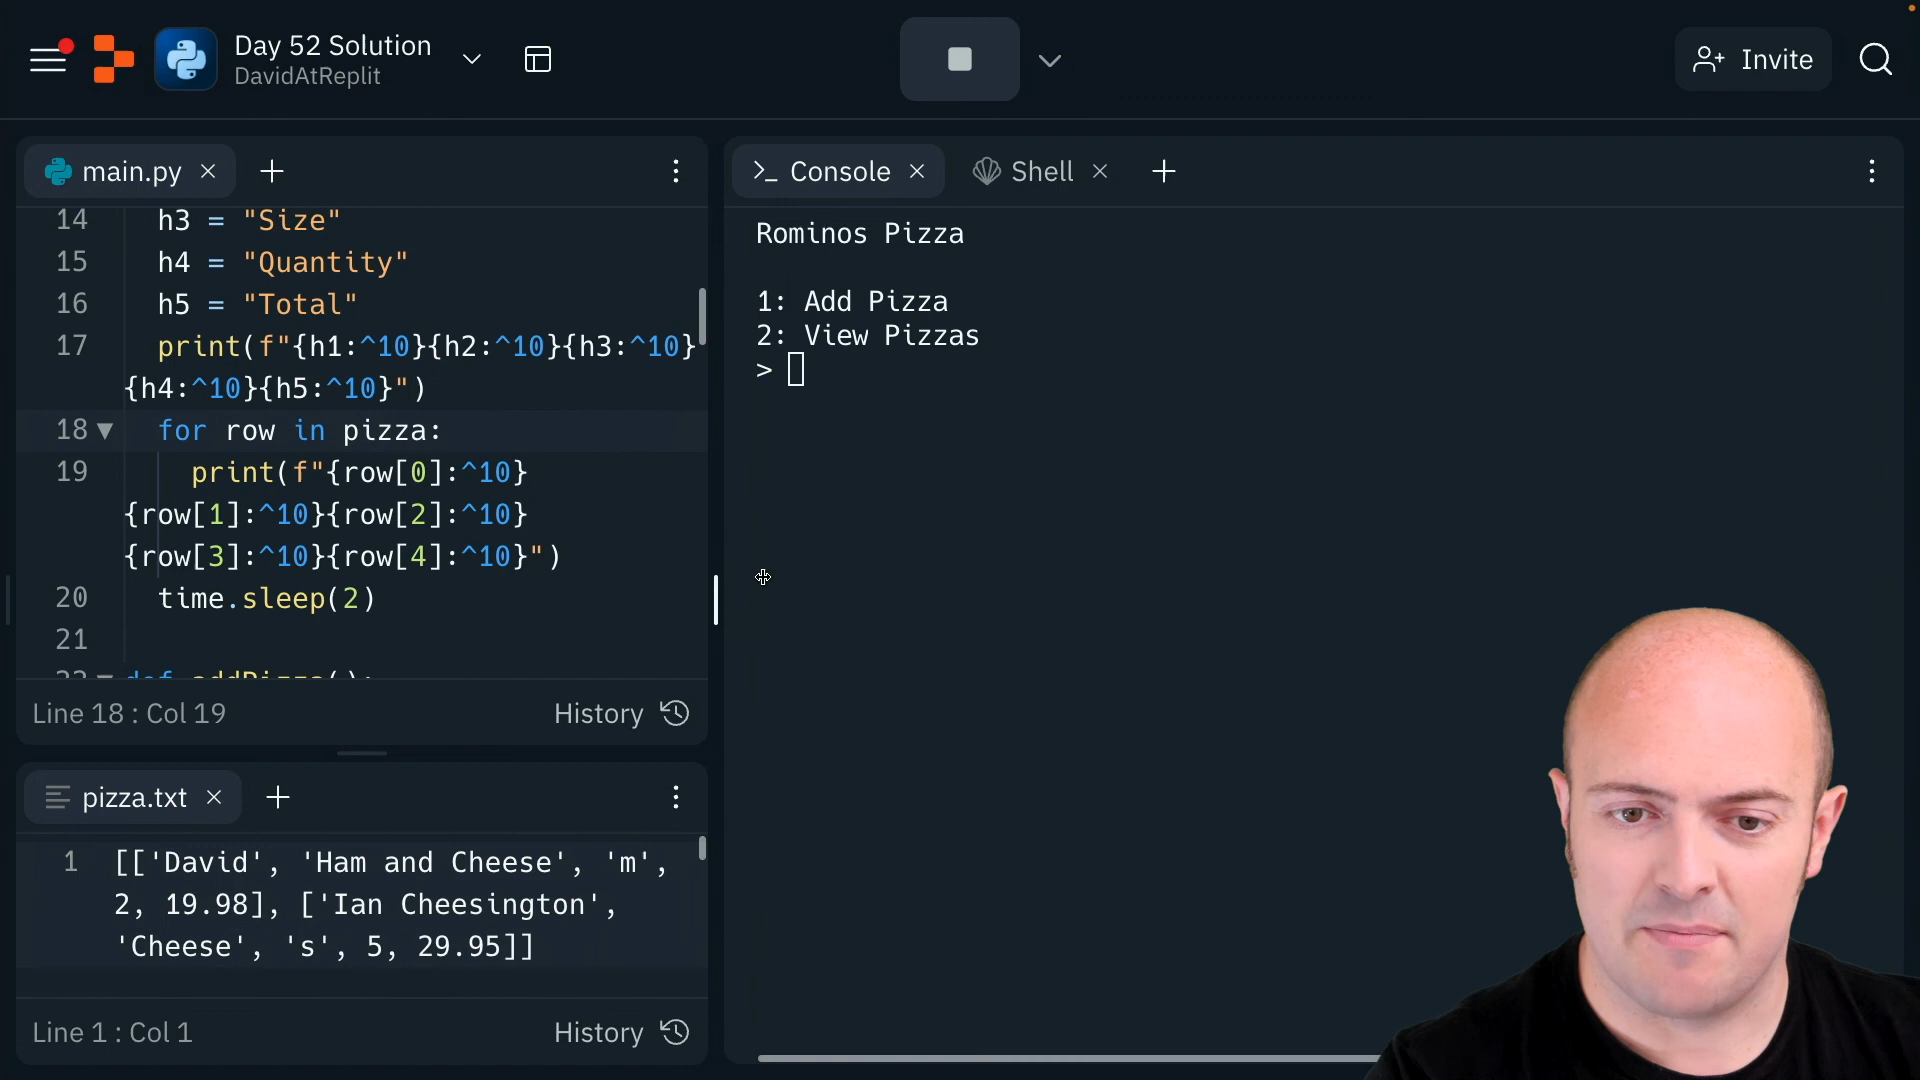 Day 52 Solution
DavidAtReplit
Invite
main.py
14 h3 = "Size"
15 h4 = "Quantity"
16 h5 = "Total"
17 print(f"{h1:^10}{h2:^10}{h3:^10}
{h4:^10}{h5:^10}")
18 for row in pizza:
19 print(f"{row[0]:^10}
{row[1]:^10}{row[2]:^10}
{row[3]:^10}{row[4]:^10}")
20 time.sleep(2)
21
22 def addPizza():
Line 18 : Col 19
History
pizza.txt
1 [['David', 'Ham and Cheese', 'm',
2, 19.98], ['Ian Cheesington',
'Cheese', 's', 5, 29.95]]
Line 1 : Col 1
History
Console
Shell
Rominos Pizza
1: Add Pizza
2: View Pizzas
>